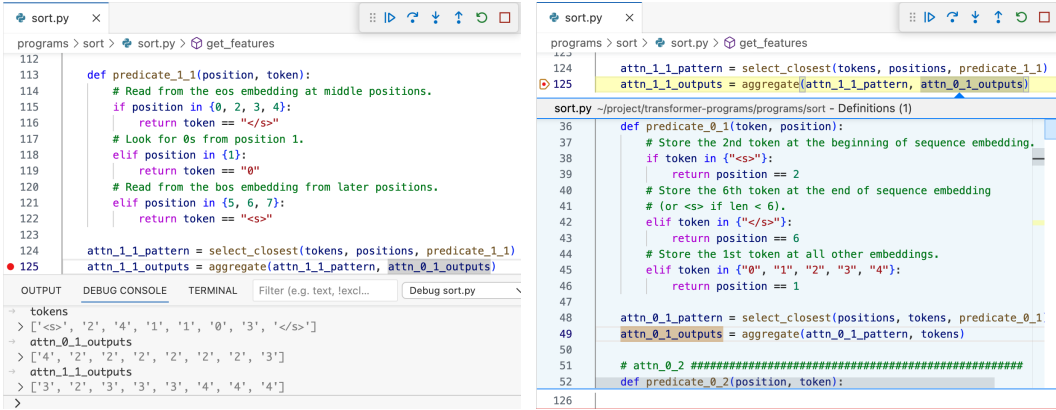 sort.py ×
programs > sort > sort.py > get_features
112
113 def predicate_1_1(position, token):
114 # Read from the eos embedding at middle positions.
115 if position in {0, 2, 3, 4}:
116 return token == "</s>"
117 # Look for 0s from position 1.
118 elif position in {1}:
119 return token == "0"
120 # Read from the bos embedding from later positions.
121 elif position in {5, 6, 7}:
122 return token == "<s>"
123
124 attn_1_1_pattern = select_closest(tokens, positions, predicate_1_1)
125 attn_1_1_outputs = aggregate(attn_1_1_pattern, attn_0_1_outputs)
OUTPUT DEBUG CONSOLE TERMINAL Filter (e.g. text, !excl... Debug sort.py
→ tokens
> ['<s>', '2', '4', '1', '1', '0', '3', '</s>']
→ attn_0_1_outputs
> ['4', '2', '2', '2', '2', '2', '2', '3']
→ attn_1_1_outputs
> ['3', '2', '3', '3', '3', '4', '4', '4']
>
sort.py ×
programs > sort > sort.py > get_features
123
124 attn_1_1_pattern = select_closest(tokens, positions, predicate_1_1)
125 attn_1_1_outputs = aggregate(attn_1_1_pattern, attn_0_1_outputs)
sort.py ~/project/transformer-programs/programs/sort - Definitions (1)
36 def predicate_0_1(token, position):
37 # Store the 2nd token at the beginning of sequence embedding.
38 if token in {"<s>"}:
39 return position == 2
40 # Store the 6th token at the end of sequence embedding
41 # (or <s> if len < 6).
42 elif token in {"</s>"}:
43 return position == 6
44 # Store the 1st token at all other embeddings.
45 elif token in {"0", "1", "2", "3", "4"}:
46 return position == 1
47
48 attn_0_1_pattern = select_closest(positions, tokens, predicate_0_1
49 attn_0_1_outputs = aggregate(attn_0_1_pattern, tokens)
50
51 # attn_0_2 ####################################################
52 def predicate_0_2(position, token):
126